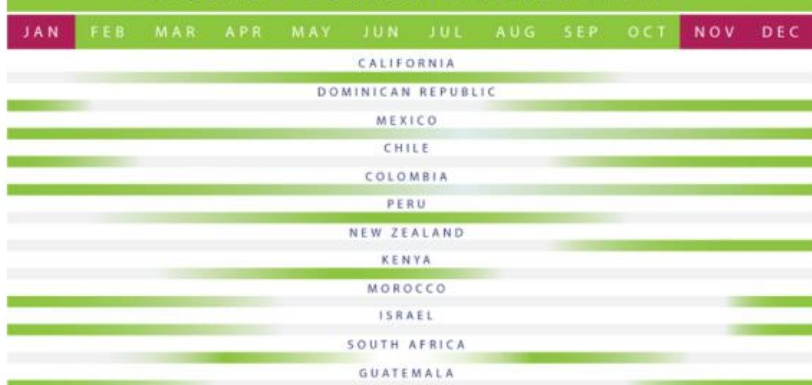 JAN FEB MAR APR MAY JUN JUL AUG SEP OCT NOV DEC
CALIFORNIA
DOMINICAN REPUBLIC
MEXICO
CHILE
COLOMBIA
PERU
NEW ZEALAND
KENYA
MOROCCO
ISRAEL
SOUTH AFRICA
GUATEMALA